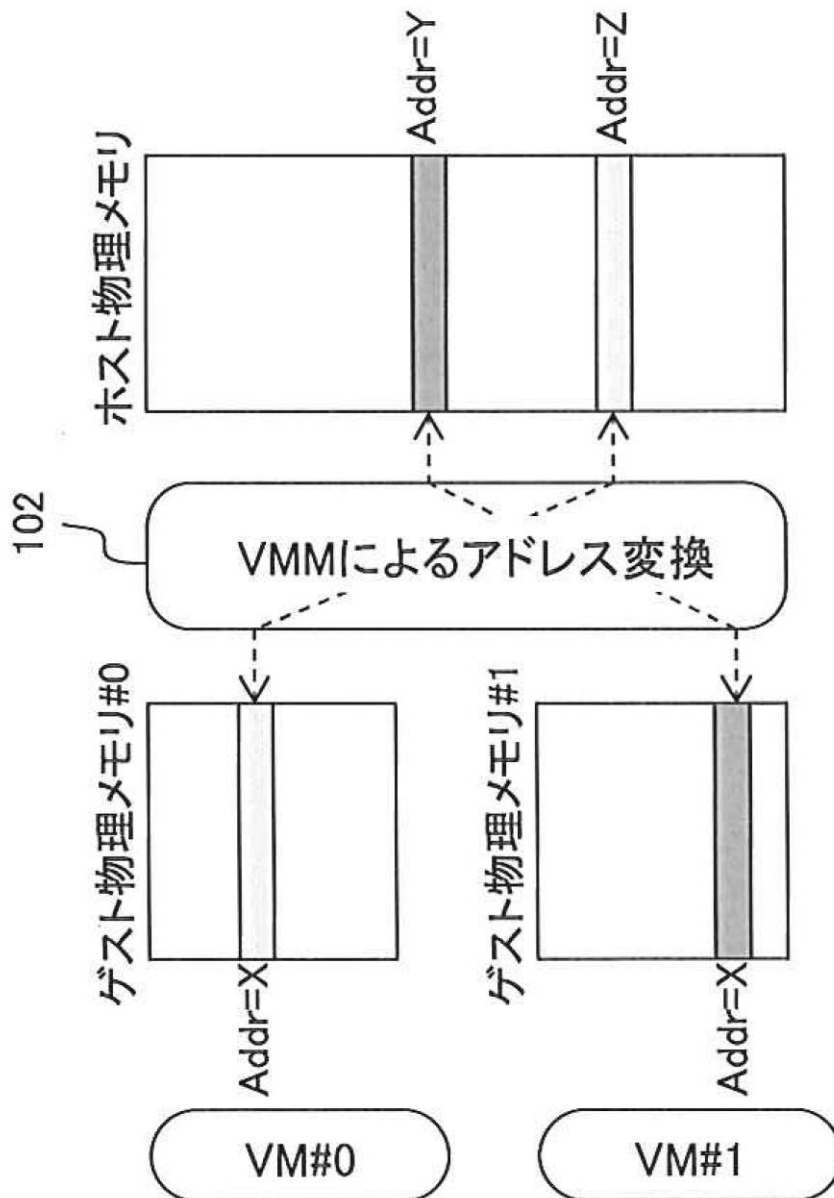 102
ホスト物理メモリ
Addr=Y
Addr=Z
VMMによるアドレス変換
ゲスト物理メモリ#0
Addr=X
ゲスト物理メモリ#1
Addr=X
VM#0
VM#1